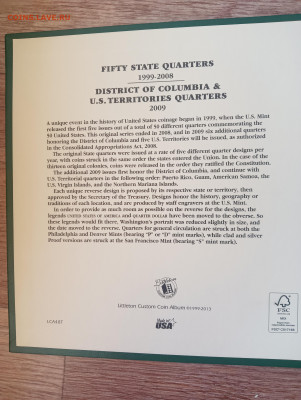 COINSTAVE.RU
FIFTY STATE QUARTERS
1999-2008
DISTRICT OF COLUMBIA &
U.S. TERRITORIES QUARTERS
2009
A unique event in the history of United States coinage began in 1999, when the U.S. Mint
released the first five issues out of a total of 50 different quarters commemorating the
50 United States. This original series ended in 2008, and in 2009 six additional quarters
honoring the District of Columbia and five U.S. Territories will be issued, as authorized
in the Consolidated Appropriations Act, 2008.
The original State quarters were issued at a rate of five different quarter designs per
year, with coins struck in the same order the states entered the Union. In the case of the
thirteen original colonies, coins were released in the order they ratified the Constitution.
The additional 2009 issues first honor the District of Columbia, and continue with
U.S. Territorial quarters in the following order: Puerto Rico, Guam, American Samoa, the
U.S. Virgin Islands, and the Northern Mariana Islands.
Each unique reverse design is proposed by its respective state or territory, then
approved by the Secretary of the Treasury. Designs honor the history, geography or
traditions of each location, and are produced by staff engravers at the U.S. Mint.
In order to provide as much room as possible on the reverse for the designs, the
legends UNITED STATES OF AMERICA and QUARTER DOLLAR have been moved to the obverse. So
these legends would fit there, Washington's portrait was reduced slightly in size, and
the date moved to the reverse. Quarters for general circulation are struck at both the
Philadelphia and Denver Mints (bearing "P" or "D" mint marks), while clad and silver
Proof versions are struck at the San Francisco Mint (bearing "S" mint mark).
Littleton Custom Coin Album
USA
FSC